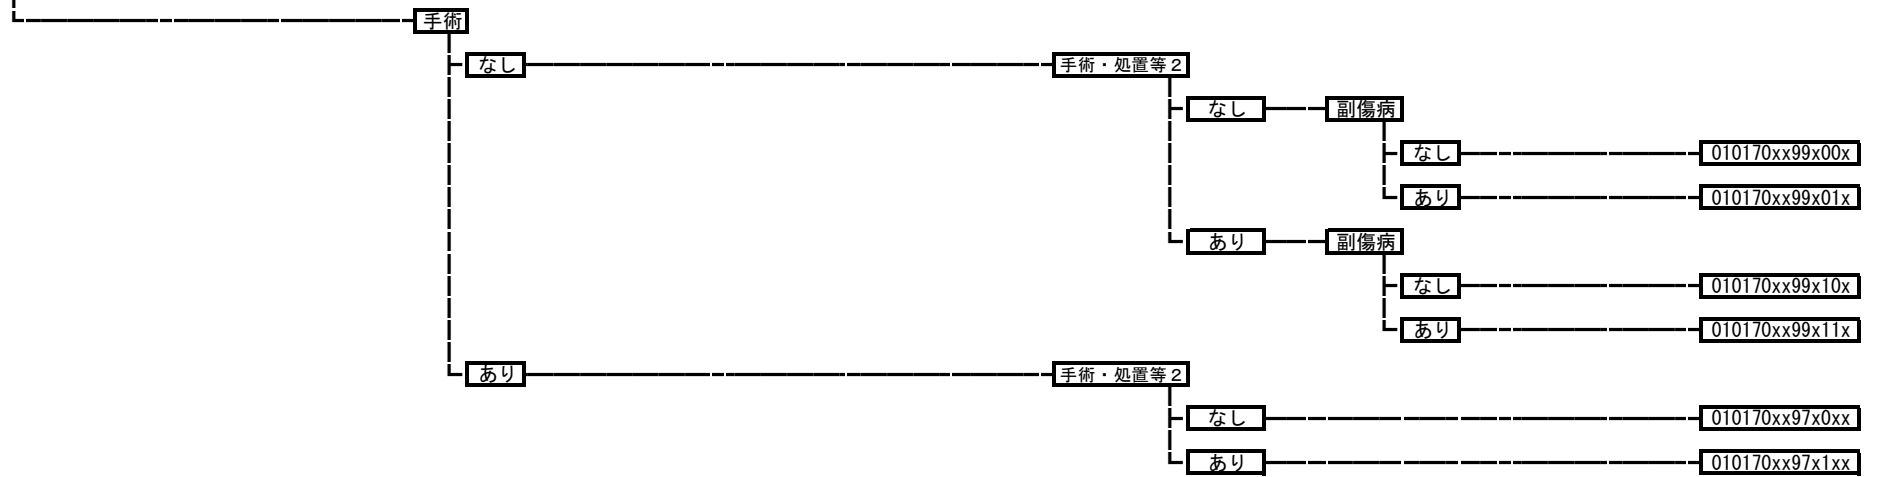 手術
なし 手術・処置等２
なし 副傷病
なし 010170xx99x00x
あり 010170xx99x01x
あり 副傷病
なし 010170xx99x10x
あり 010170xx99x11x
あり 手術・処置等２
なし 010170xx97x0xx
あり 010170xx97x1xx